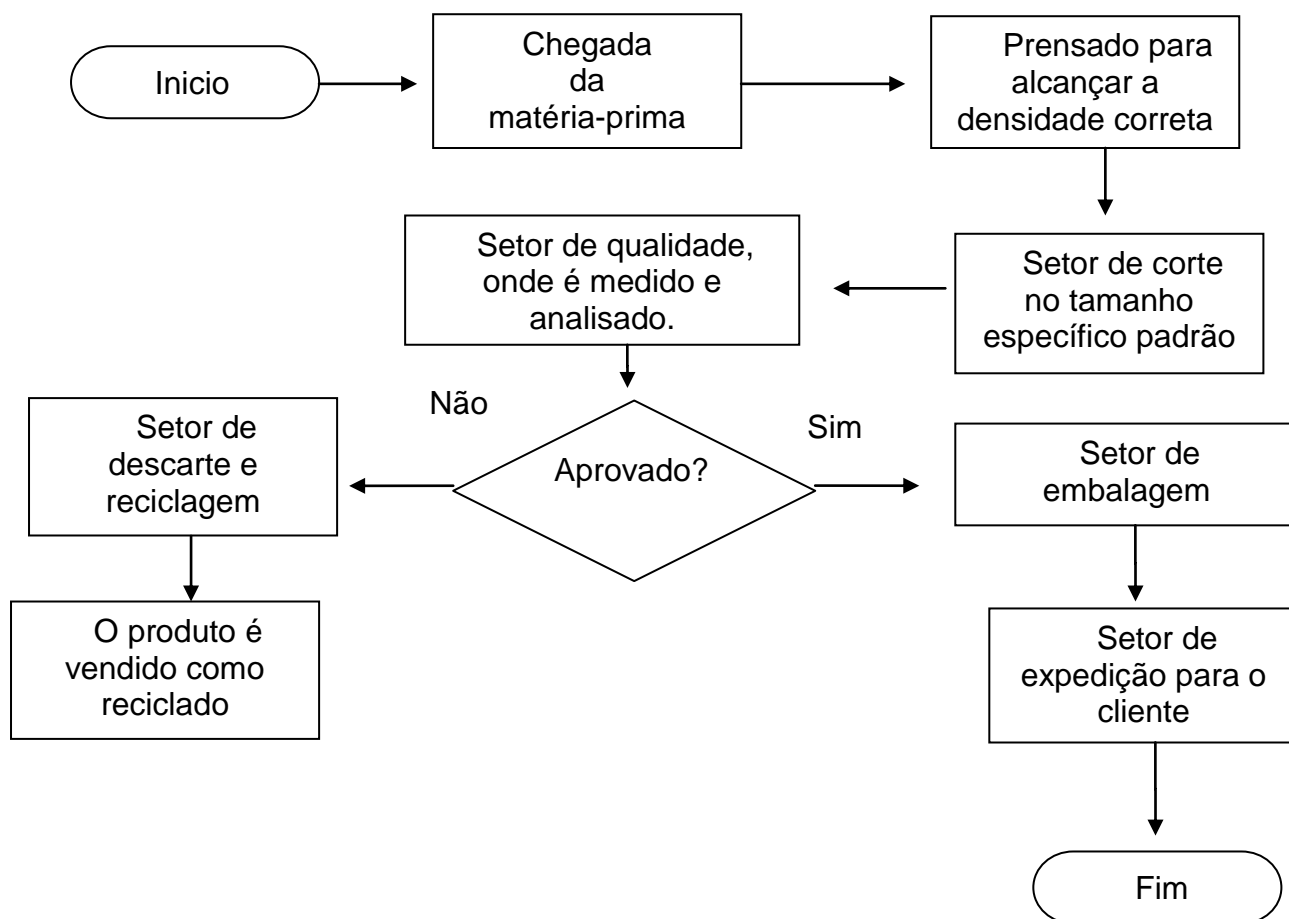 Inicio
Chegada
da
matéria-prima
Prensado para
alcançar a
densidade correta
Setor de corte
no tamanho
específico padrão
Setor de qualidade,
onde é medido e
analisado.
Aprovado?
Não
Sim
Setor de
descarte e
reciclagem
O produto é
vendido como
reciclado
Setor de
embalagem
Setor de
expedição para o
cliente
Fim